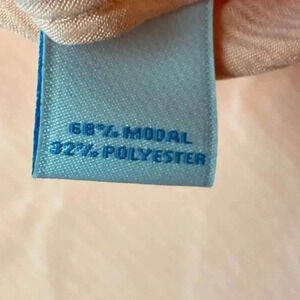 68% MODAL
32% POLYESTER